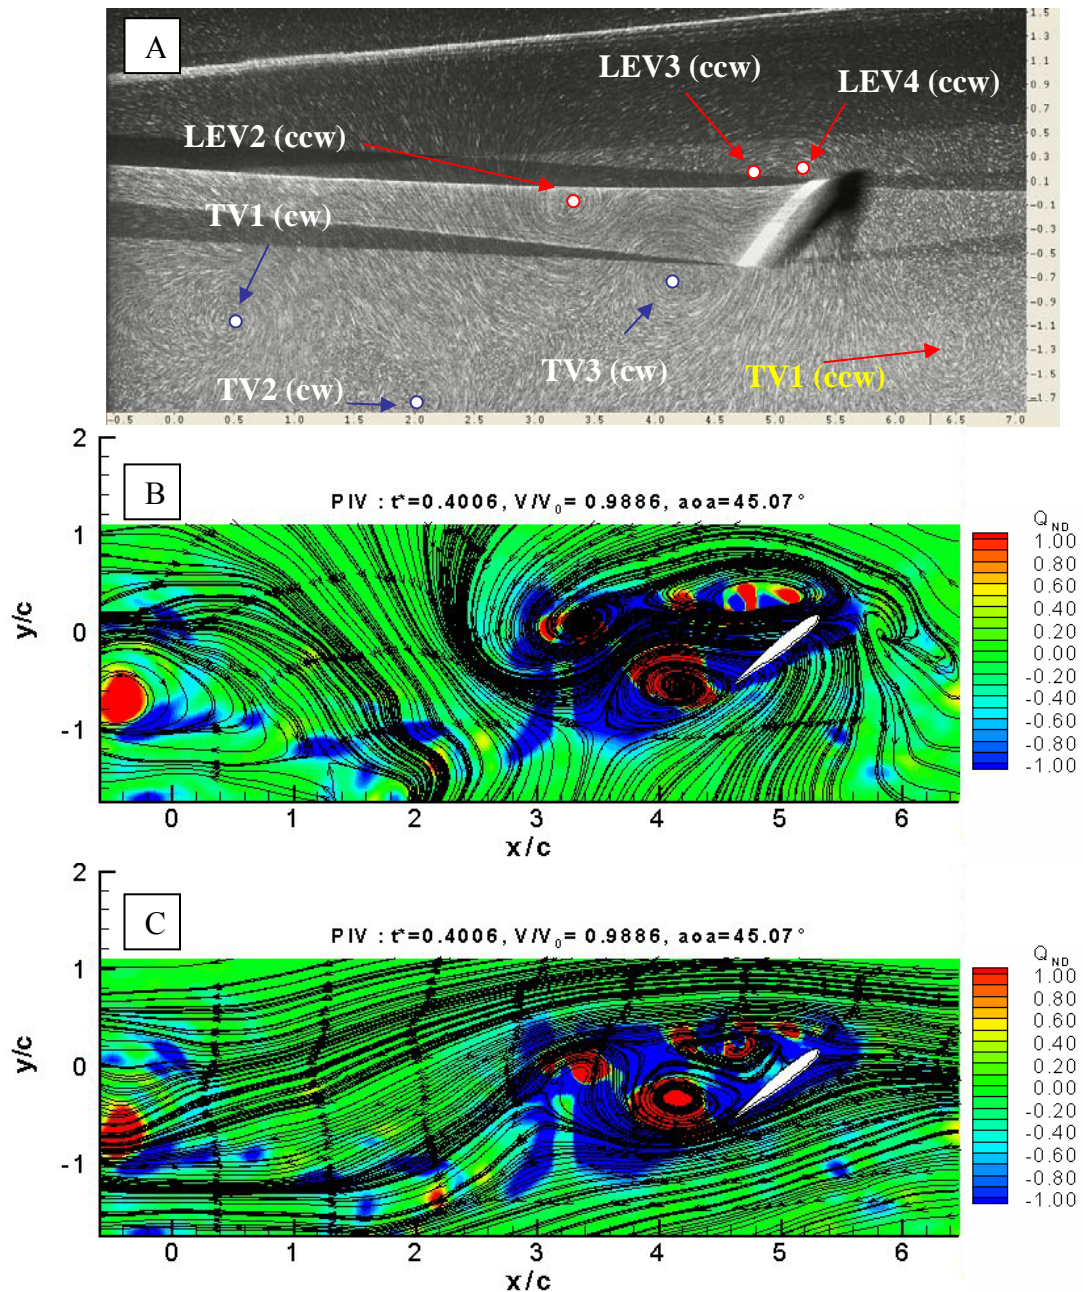 A
LEV3 (ccw)
LEV4 (ccw)
LEV2 (ccw)
TV1 (cw)
TV3 (cw)
TV1 (ccw)
TV2 (cw)
1.5
1.3
1.1
0.9
0.7
0.5
0.3
0.1
-0.1
-0.3
-0.5
-0.7
-0.9
-1.1
-1.3
-1.5
-1.7
-0.5 0.0 0.5 1.0 1.5 2.0 2.5 3.0 3.5 4.0 4.5 5.0 5.5 6.0 6.5 7.0
B
PIV : t*=0.4006, V/V0= 0.9886, aoa=45.07°
2
1
0
-1
y/c
0 1 2 3 4 5 6
x/c
QND
1.00
0.80
0.60
0.40
0.20
0.00
-0.20
-0.40
-0.60
-0.80
-1.00
C
PIV : t*=0.4006, V/V0= 0.9886, aoa=45.07°
2
1
0
-1
y/c
0 1 2 3 4 5 6
x/c
QND
1.00
0.80
0.60
0.40
0.20
0.00
-0.20
-0.40
-0.60
-0.80
-1.00